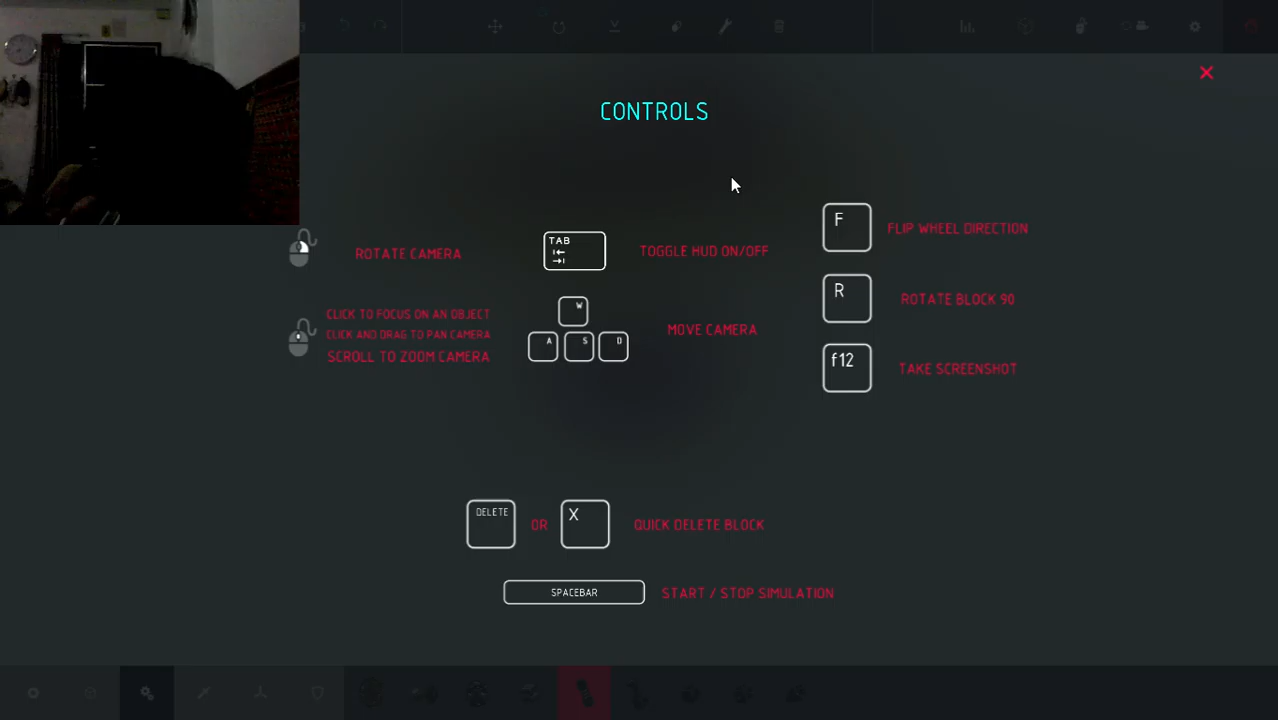 CONTROLS
ROTATE CAMERA
CLICK TO FOCUS ON AN OBJECT
CLICK AND DRAG TO PAN CAMERA
SCROLL TO ZOOM CAMERA
TAB
TOGGLE HUD ON/OFF
W
A S D
MOVE CAMERA
F
FLIP WHEEL DIRECTION
R
ROTATE BLOCK 90
f12
TAKE SCREENSHOT
DELETE OR X QUICK DELETE BLOCK
SPACEBAR START / STOP SIMULATION